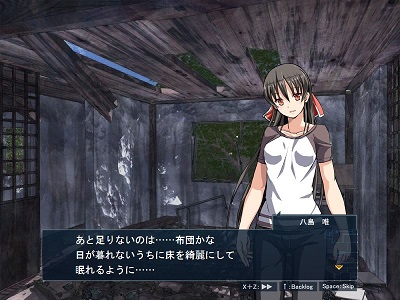 八島　唯
あと足りないのは……布団かな
日が暮れないうちに床を綺麗にして
眠れるように……
X+Z：▶▶　↑：Backlog　Space：Skip